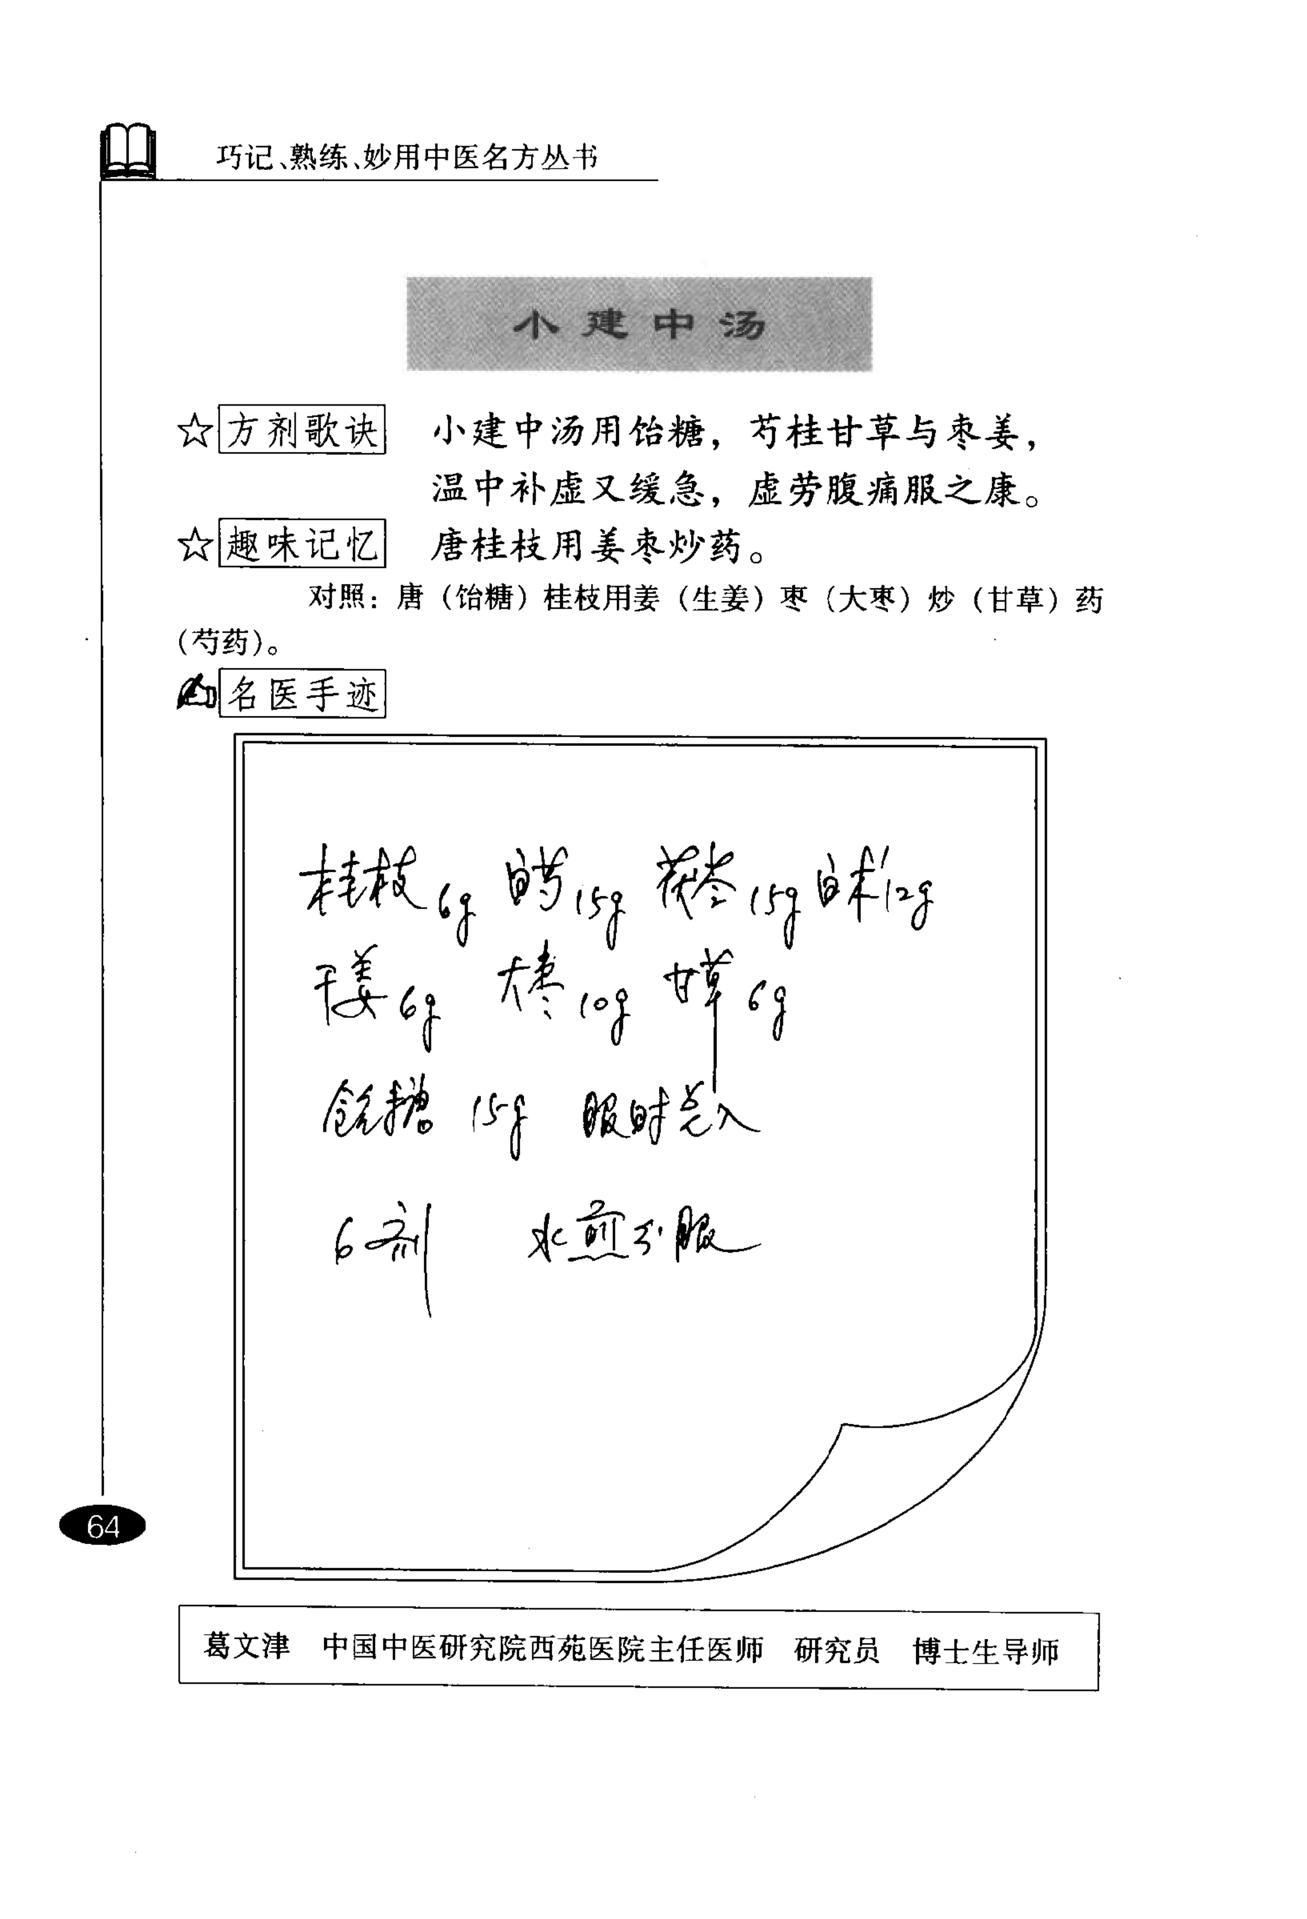 巧记、熟练、妙用中医名方丛书
小建中汤
☆方剂歌诀 小建中汤用饴糖，芍桂甘草与枣姜，
温中补虚又缓急，虚劳腹痛服之康。
☆趣味记忆 唐桂枝用姜枣炒药。
对照：唐（饴糖）桂枝用姜（生姜）枣（大枣）炒（甘草）药
（芍药）。
名医手迹
桂枝6g 白芍15g 茯苓15g 白术12g
干姜6g 大枣10g 甘草6g
饴糖 15g 服时兑入
6剂 水煎分服
64
葛文津 中国中医研究院西苑医院主任医师 研究员 博士生导师